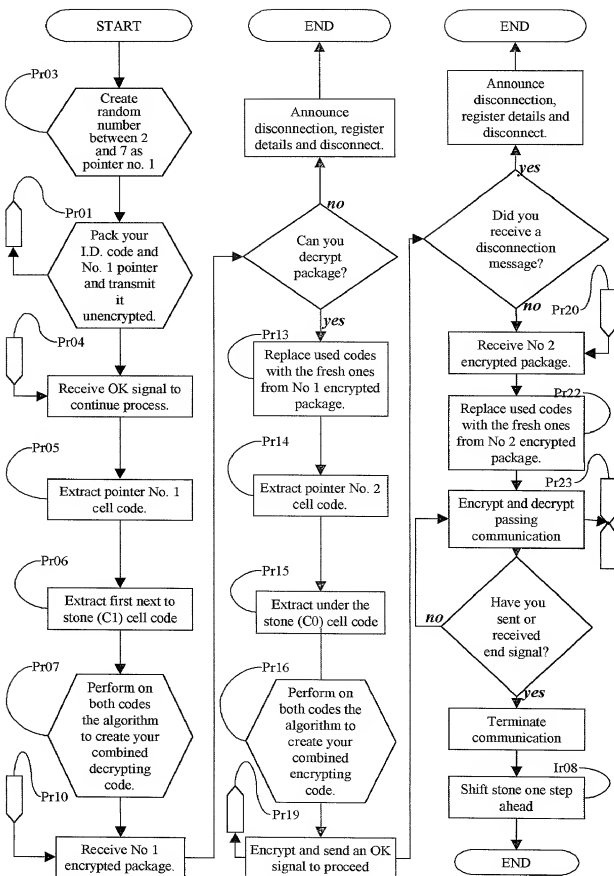 START
Pr03
Create
random
number
between 2
and 7 as
pointer no. 1
Pr01
Pack your
I.D. code and
No. 1 pointer
and transmit
it
unencrypted.
Pr04
Receive OK signal to
continue process.
Pr05
Extract pointer No. 1
cell code.
Pr06
Extract first next to
stone (C1) cell code
Pr07
Perform on
both codes
the algorithm
to create your
combined
decrypting
code.
Pr10
Receive No 1
encrypted package.
END
Announce
disconnection, register
details and disconnect.
no
Can you
decrypt
package?
yes
Pr13
Replace used codes
with the fresh ones
from No 1 encrypted
package.
Pr14
Extract pointer No. 2
cell code.
Pr15
Extract under the
stone (C0) cell code
Pr16
Perform on
both codes the
algorithm to
create your
combined
encrypting
code.
Pr19
Encrypt and send an OK
signal to proceed
END
Announce
disconnection,
register details and
disconnect.
yes
Did you
receive a
disconnection
message?
no
Pr20
Receive No 2
encrypted package.
Pr22
Replace used codes
with the fresh ones
from No 2 encrypted
package.
Pr23
Encrypt and decrypt
passing
communication
no
Have you
sent or
received
end signal?
yes
Terminate
communication
Ir08
Shift stone one step
ahead
END